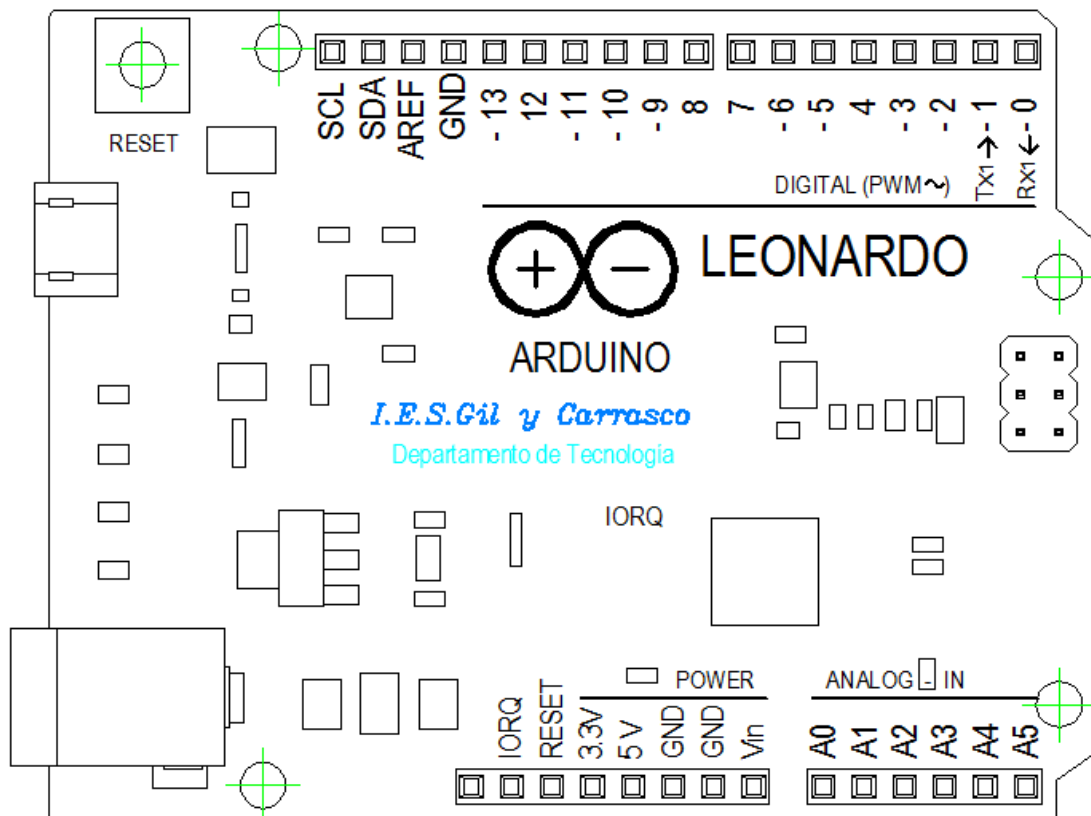 RESET
SCL
SDA
AREF
GND
- 13
12
- 11
- 10
- 9
8
7
- 6
- 5
4
- 3
- 2
TX1→- 1
RX1←- 0
DIGITAL (PWM~)
+ -
LEONARDO
ARDUINO
I.E.S.Gil y Carrasco
Departamento de Tecnología
IORQ
POWER
ANALOG - IN
IORQ
RESET
3.3V
5 V
GND
GND
Vin
A0
A1
A2
A3
A4
A5